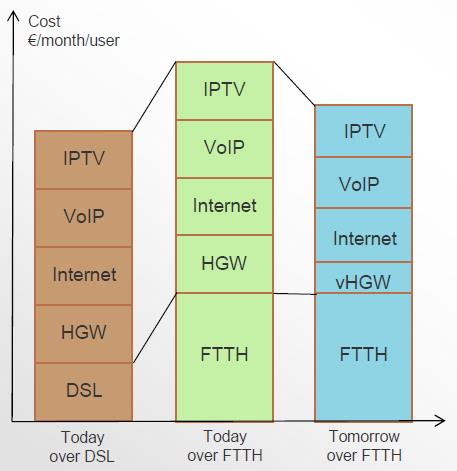 Cost
€/month/user
IPTV
VoIP
Internet
HGW
DSL
IPTV
VoIP
Internet
HGW
FTTH
IPTV
VoIP
Internet
vHGW
FTTH
Today
over DSL
Today
over FTTH
Tomorrow
over FTTH